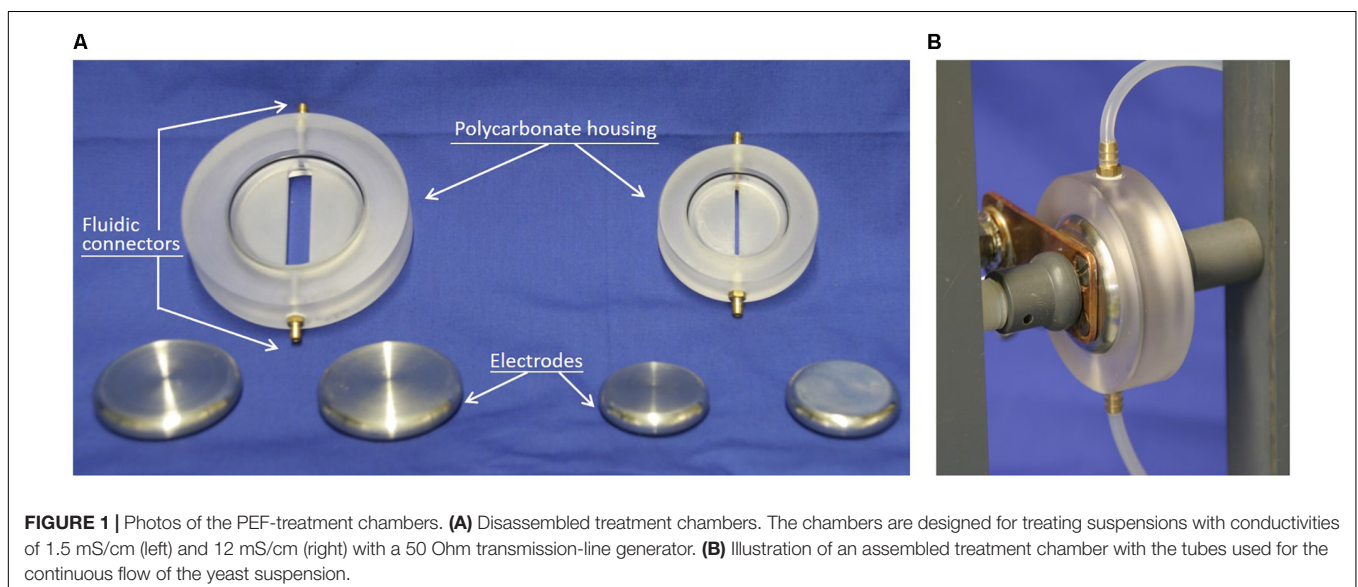 A
B
Polycarbonate housing
Fluidic
connectors
Electrodes
FIGURE 1 | Photos of the PEF-treatment chambers. (A) Disassembled treatment chambers. The chambers are designed for treating suspensions with conductivities
of 1.5 mS/cm (left) and 12 mS/cm (right) with a 50 Ohm transmission-line generator. (B) Illustration of an assembled treatment chamber with the tubes used for the
continuous flow of the yeast suspension.